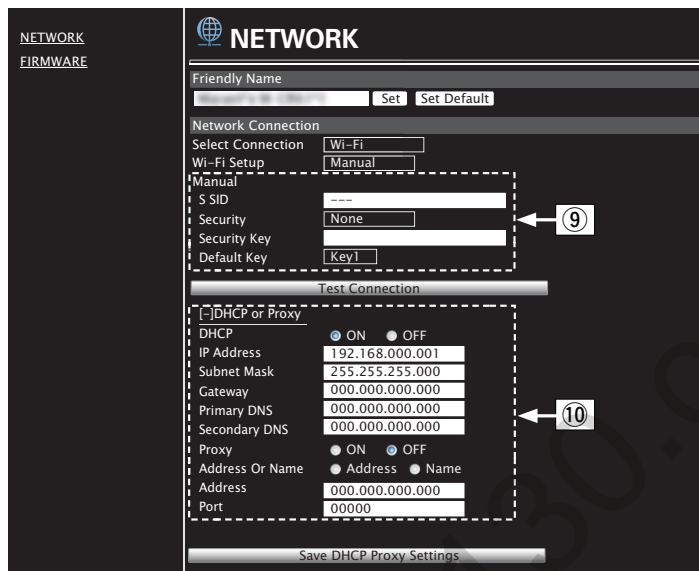 NETWORK
FIRMWARE
NETWORK
Friendly Name
Set Set Default
Network Connection
Select Connection Wi-Fi
Wi-Fi Setup Manual
Manual
S SID ---
Security None
Security Key
Default Key Key1
⑨
Test Connection
[-]DHCP or Proxy
DHCP ON OFF
IP Address 192.168.000.001
Subnet Mask 255.255.255.000
Gateway 000.000.000.000
Primary DNS 000.000.000.000
Secondary DNS 000.000.000.000
⑩
Proxy ON OFF
Address Or Name Address Name
Address 000.000.000.000
Port 00000
Save DHCP Proxy Settings